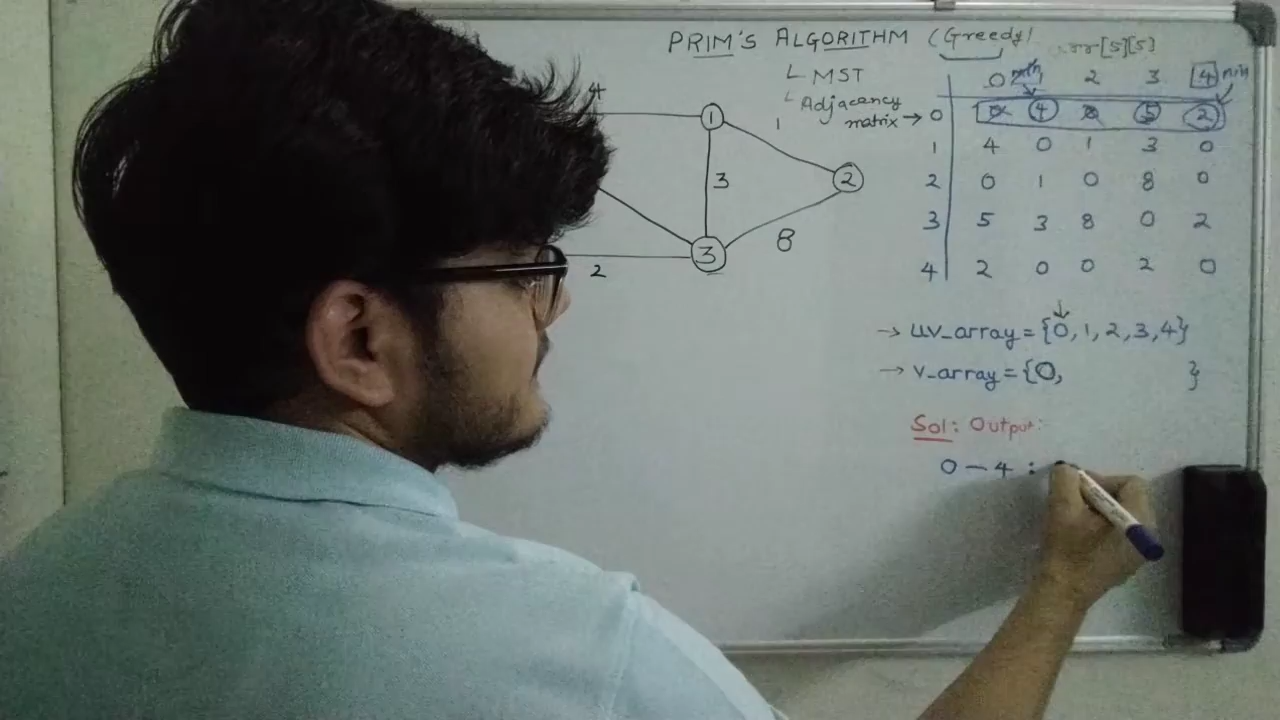 PRIM'S ALGORITHM (Greedy)
└ MST
└ Adjacency
matrix →
rr[5][5]
0 min 1 2 3 4 min
0 0 4 0 5 2
1 4 0 1 3 0
2 0 1 0 8 0
3 5 3 8 0 2
4 2 0 0 2 0
4
1
1
3
2
8
3
2
→ uv_array = {0, 1, 2, 3, 4}
→ v_array = {0, }
Sol: Output:
0 – 4 :